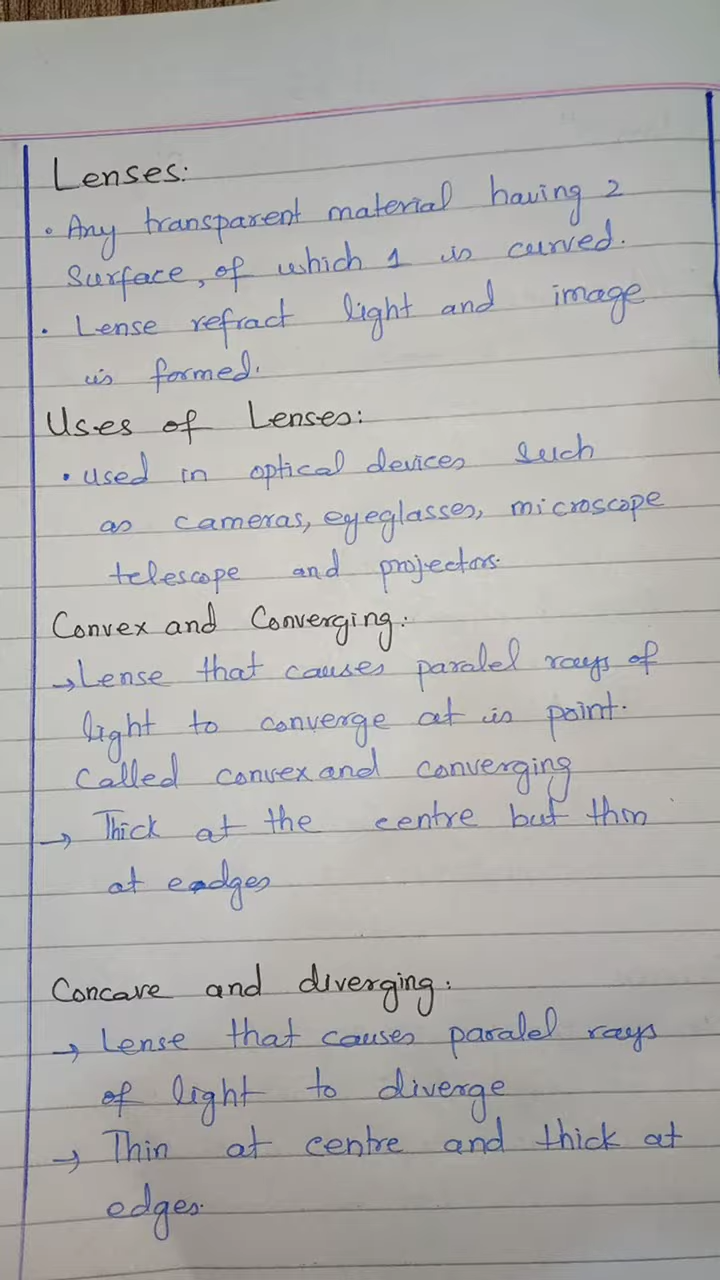 Lenses:
• Any transparent material having 2
surface, of which 1 is curved.
• Lense refract light and image
is formed.
Uses of Lenses:
• used in optical devices such
as cameras, eyeglasses, microscope
telescope and projectors.
Convex and Converging:
→ Lense that causes paralel rays of
light to converge at is point.
Called convex and converging
→ Thick at the centre but thin
at edges
Concave and diverging:
→ Lense that causes paralel rays
of light to diverge
→ Thin at centre and thick at
edges.